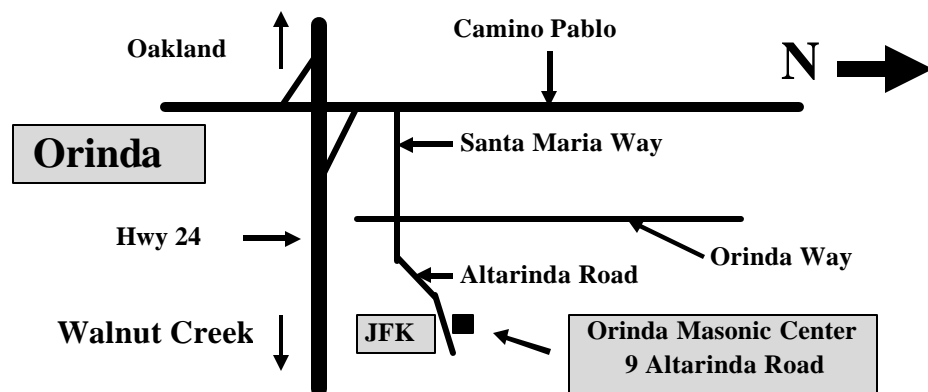 Camino Pablo
Oakland
N
Orinda
Santa Maria Way
Hwy 24
Orinda Way
Altarinda Road
Walnut Creek
JFK
Orinda Masonic Center
9 Altarinda Road